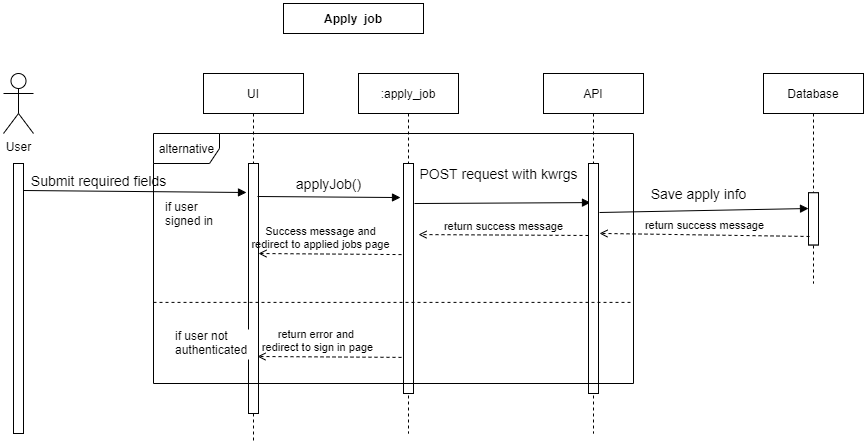 Apply job
UI
:apply_job
API
Database
User
alternative
Submit required fields
applyJob()
POST request with kwrgs
Save apply info
if user
signed in
Success message and
redirect to applied jobs page
return success message
return success message
if user not
authenticated
return error and
redirect to sign in page